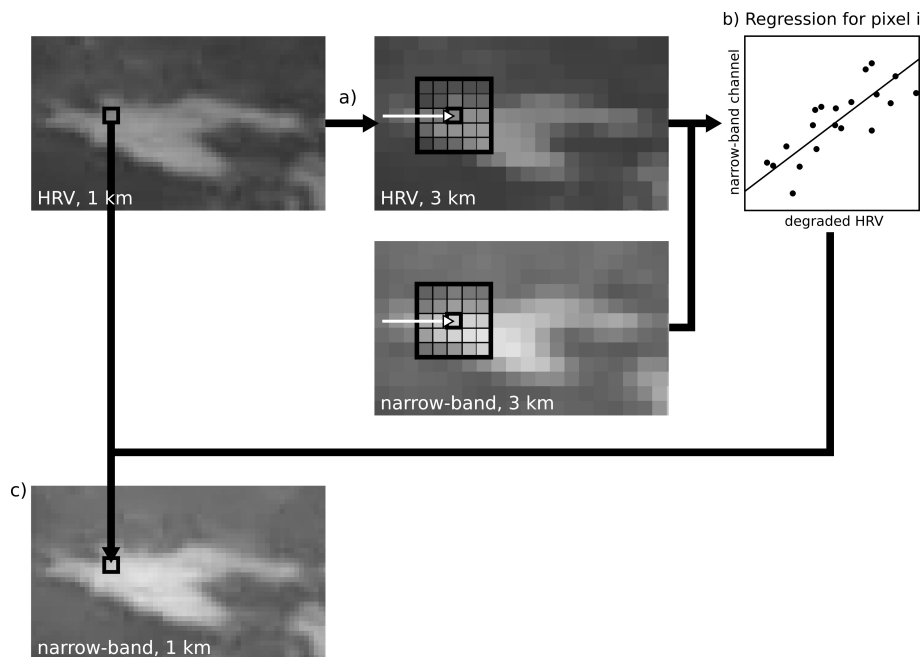 b) Regression for pixel i
a)
narrow-band channel
HRV, 1 km
HRV, 3 km
degraded HRV
narrow-band, 3 km
c)
narrow-band, 1 km